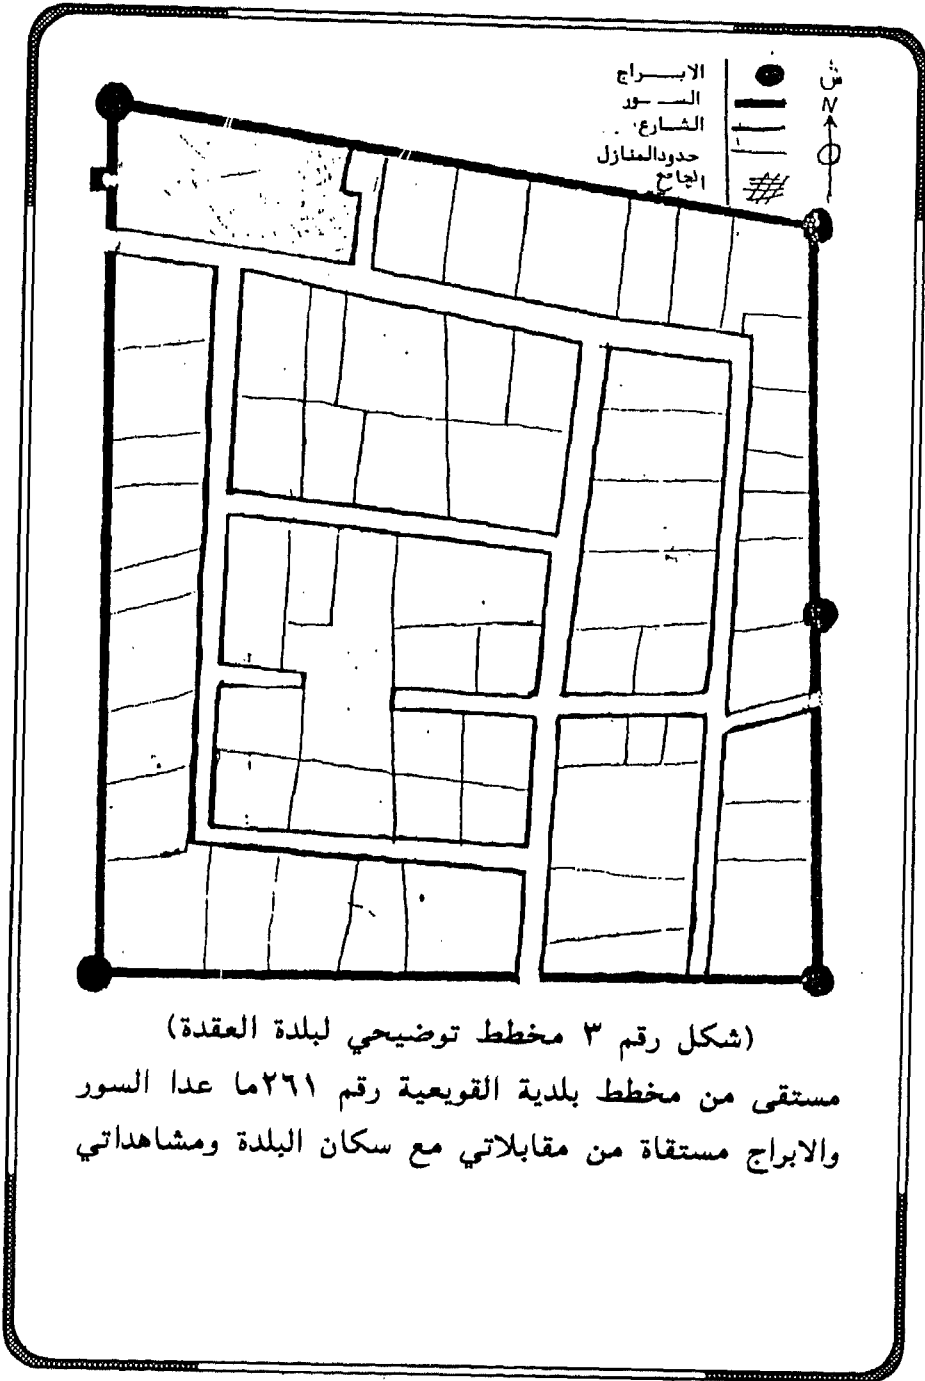 الابـــراج
الســـور
الشـارع
حدودالمنازل
الجامع
ش
N
(شكل رقم ٣ مخطط توضيحي لبلدة العقدة)
مستقى من مخطط بلدية القويعية رقم ٢٦١ما عدا السور
والابراج مستقاة من مقابلاتي مع سكان البلدة ومشاهداتي